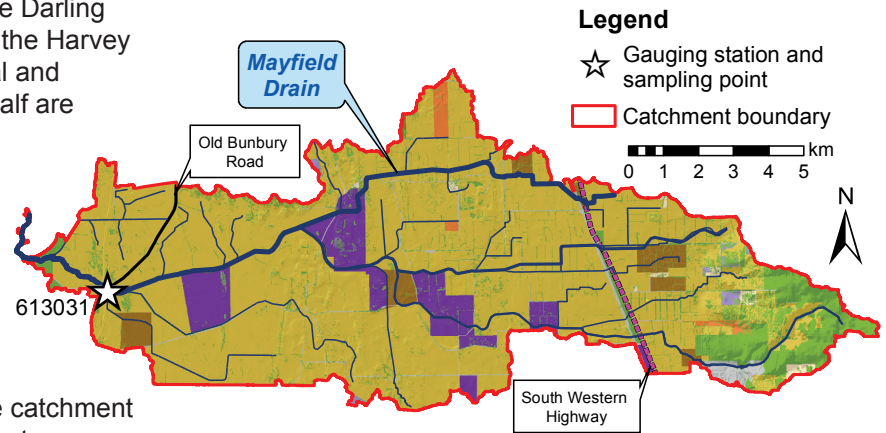 e Darling
the Harvey
al and
alf are
Mayfield
Drain
Old Bunbury
Road
Legend
Gauging station and
sampling point
Catchment boundary
km
0 1 2 3 4 5
N
613031
South Western
Highway
e catchment